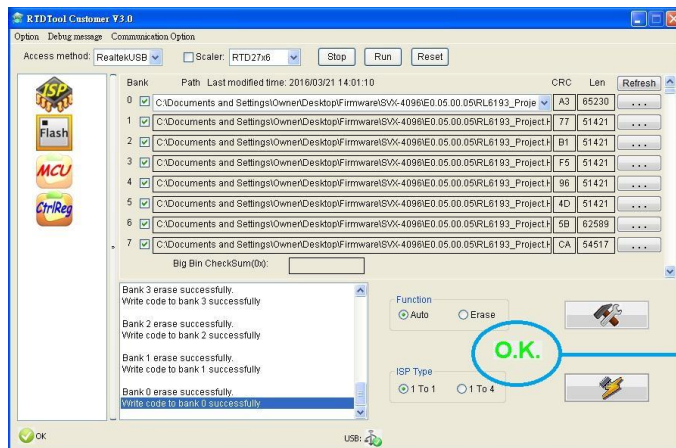 RTDTool Customer V3.0
Option Debug message Communication Option
Access method: RealtekUSB Scaler: RTD27x6 Stop Run Reset
Bank Path Last modified time: 2016/03/21 14:01:10 CRC Len Refresh
0 C:\Documents and Settings\Owner\Desktop\Firmware\SVX-4096\E0.05.00.05\RL6193_Proje A3 65230 ...
1 C:\Documents and Settings\Owner\Desktop\Firmware\SVX-4096\E0.05.00.05\RL6193_Project.H 77 51421 ...
2 C:\Documents and Settings\Owner\Desktop\Firmware\SVX-4096\E0.05.00.05\RL6193_Project.H B1 51421 ...
3 C:\Documents and Settings\Owner\Desktop\Firmware\SVX-4096\E0.05.00.05\RL6193_Project.H F5 51421 ...
4 C:\Documents and Settings\Owner\Desktop\Firmware\SVX-4096\E0.05.00.05\RL6193_Project.H 96 51421 ...
5 C:\Documents and Settings\Owner\Desktop\Firmware\SVX-4096\E0.05.00.05\RL6193_Project.H 4D 51421 ...
6 C:\Documents and Settings\Owner\Desktop\Firmware\SVX-4096\E0.05.00.05\RL6193_Project.H 5B 62589 ...
7 C:\Documents and Settings\Owner\Desktop\Firmware\SVX-4096\E0.05.00.05\RL6193_Project.H CA 54517 ...
Big Bin CheckSum(0x):
ISP
Flash
MCU
CtrlReg
Bank 3 erase successfully.
Write code to bank 3 successfully
Bank 2 erase successfully.
Write code to bank 2 successfully
Bank 1 erase successfully.
Write code to bank 1 successfully
Bank 0 erase successfully.
Write code to bank 0 successfully
Function
Auto Erase
O.K.
ISP Type
1 To 1 1 To 4
OK USB: